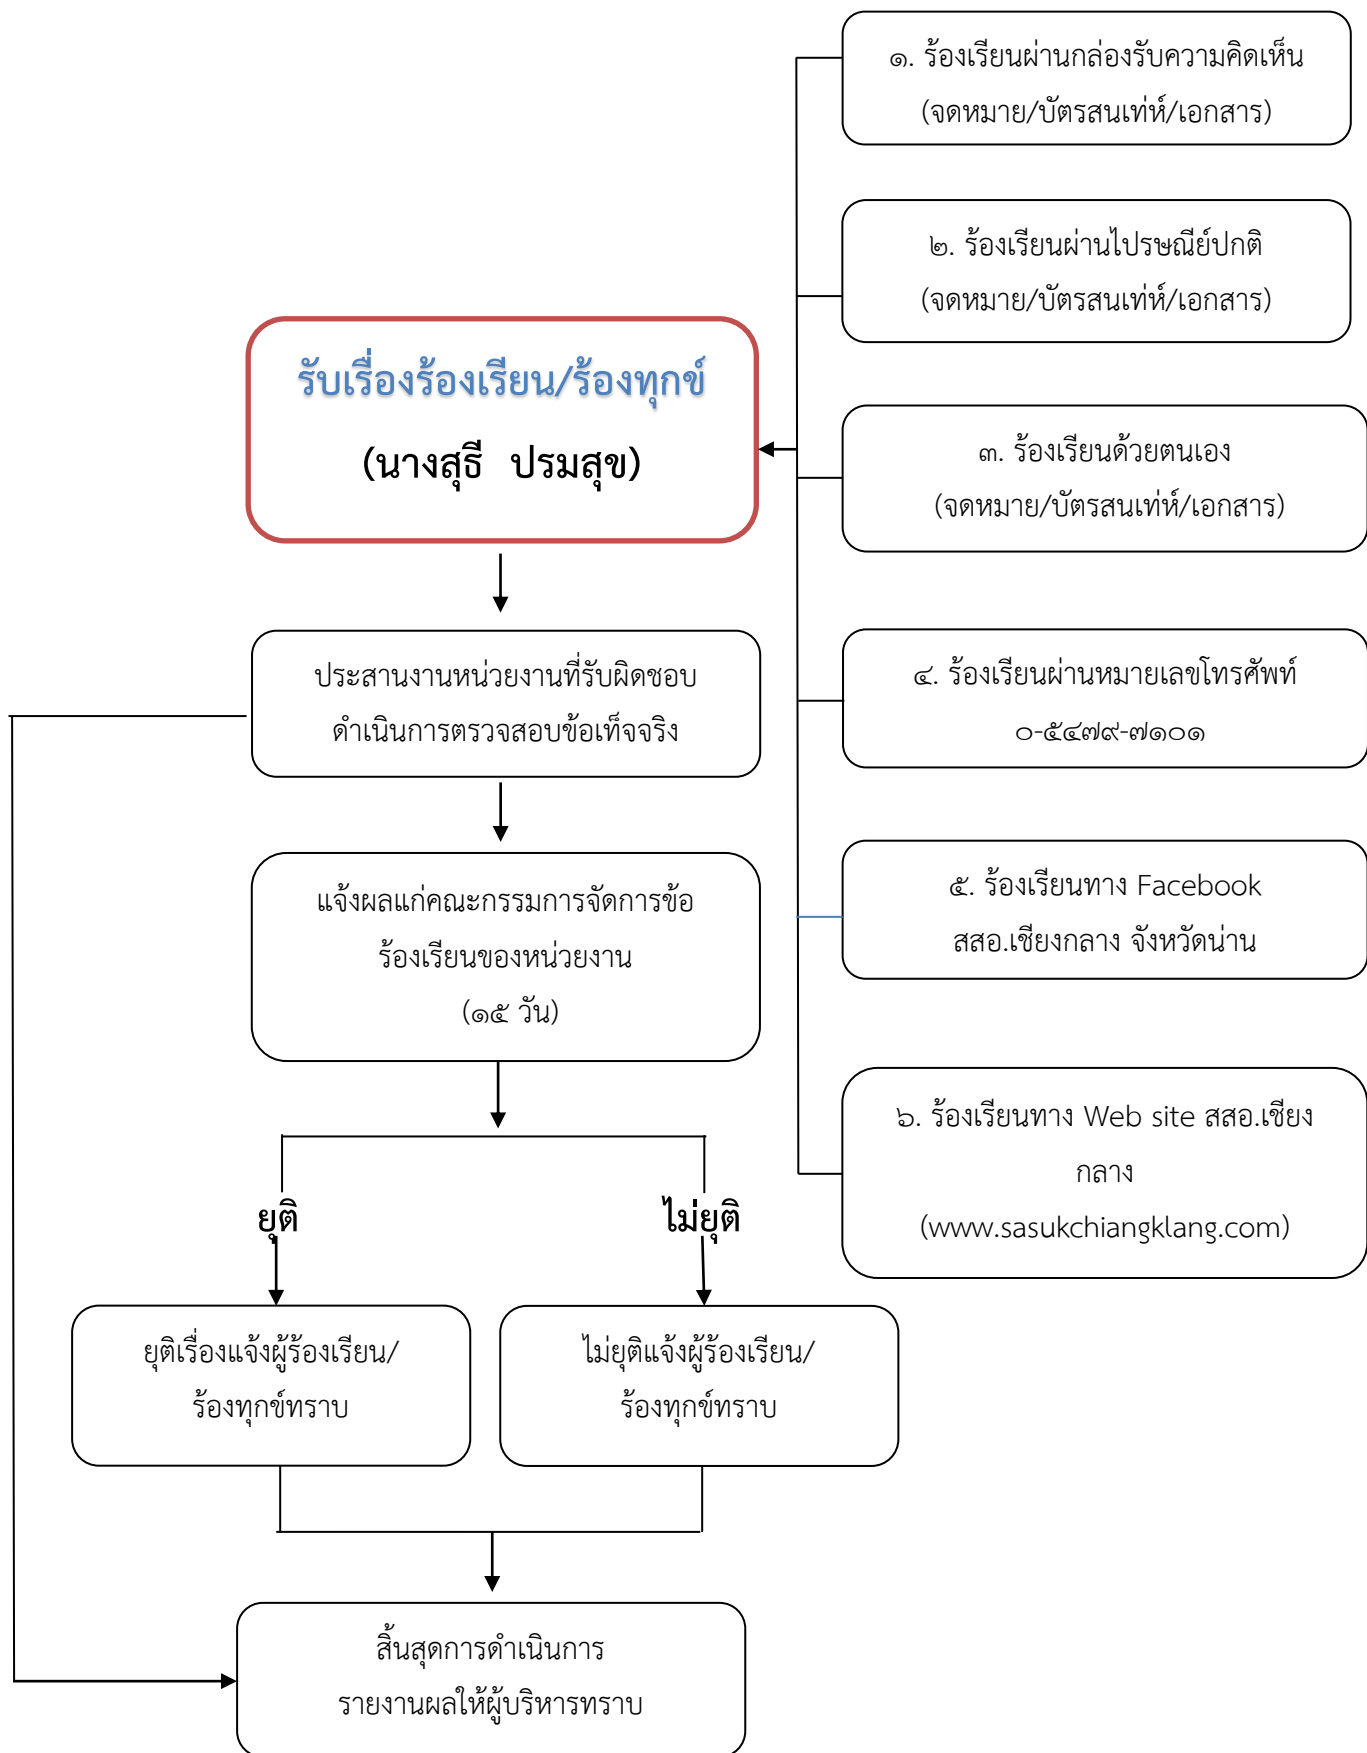 ๑. ร้องเรียนผ่านกล่องรับความคิดเห็น
(จดหมาย/บัตรสนเท่ห์/เอกสาร)
๒. ร้องเรียนผ่านไปรษณีย์ปกติ
(จดหมาย/บัตรสนเท่ห์/เอกสาร)
รับเรื่องร้องเรียน/ร้องทุกข์
(นางสุธี ปรมสุข)
๓. ร้องเรียนด้วยตนเอง
(จดหมาย/บัตรสนเท่ห์/เอกสาร)
ประสานงานหน่วยงานที่รับผิดชอบ
ดำเนินการตรวจสอบข้อเท็จจริง
๔. ร้องเรียนผ่านหมายเลขโทรศัพท์
๐-๕๔๗๙-๗๑๐๑
แจ้งผลแก่คณะกรรมการจัดการข้อ
ร้องเรียนของหน่วยงาน
(๑๕ วัน)
๕. ร้องเรียนทาง Facebook
สสอ.เชียงกลาง จังหวัดน่าน
๖. ร้องเรียนทาง Web site สสอ.เชียง
กลาง
(www.sasukchiangklang.com)
ยุติ
ไม่ยุติ
ยุติเรื่องแจ้งผู้ร้องเรียน/
ร้องทุกข์ทราบ
ไม่ยุติแจ้งผู้ร้องเรียน/
ร้องทุกข์ทราบ
สิ้นสุดการดำเนินการ
รายงานผลให้ผู้บริหารทราบ